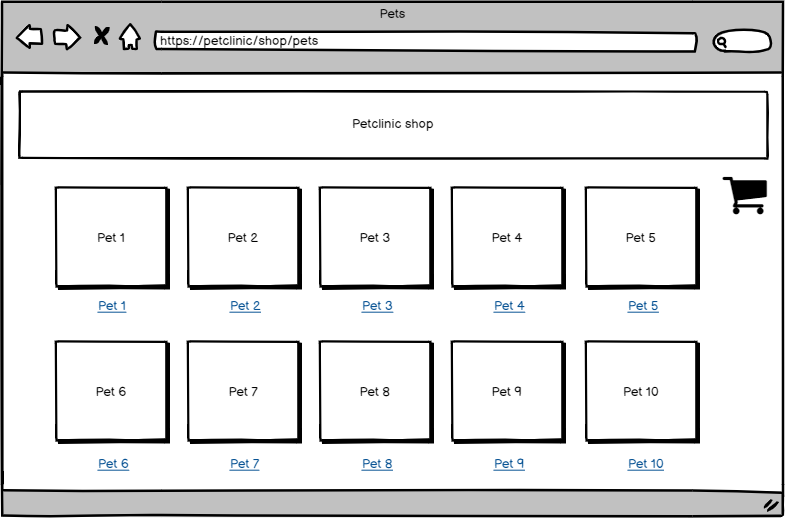 Pets
https://petclinic/shop/pets
Petclinic shop
Pet 1 Pet 2 Pet 3 Pet 4 Pet 5
Pet 1 Pet 2 Pet 3 Pet 4 Pet 5
Pet 6 Pet 7 Pet 8 Pet 9 Pet 10
Pet 6 Pet 7 Pet 8 Pet 9 Pet 10